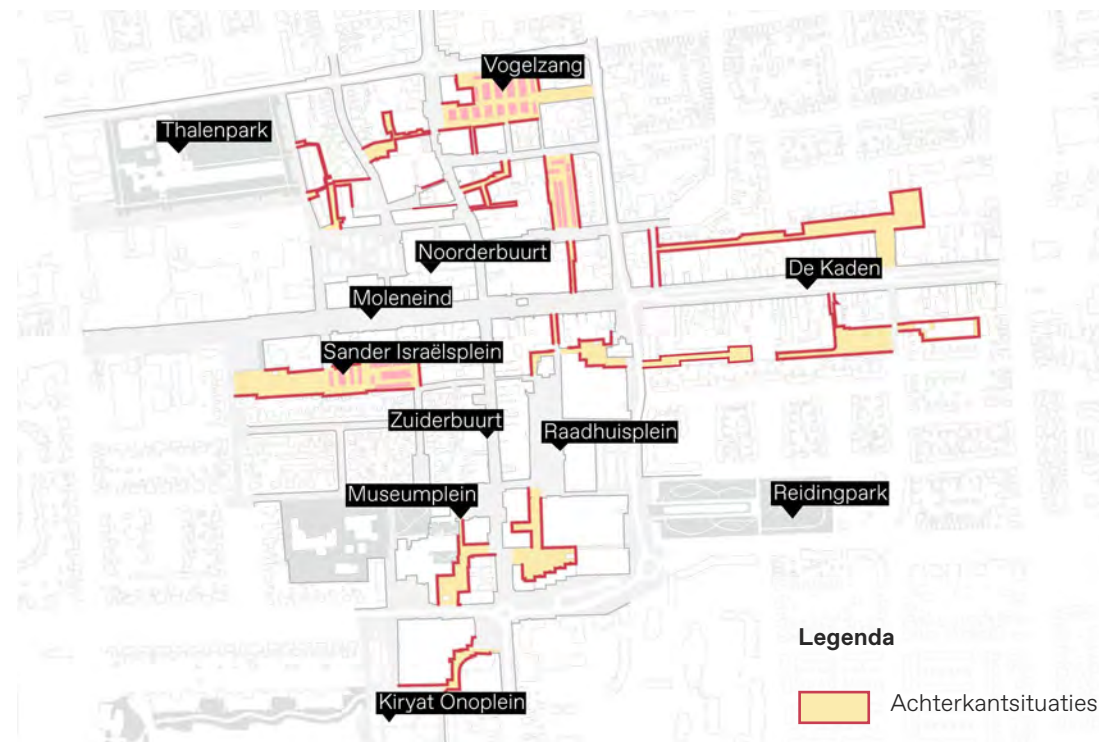 Vogelzang
Thalenpark
Noorderbuurt
De Kaden
Moleneind
Sander Israëlsplein
Zuiderbuurt
Raadhuisplein
Museumplein
Reidingpark
Legenda
Achterkantsituaties
Kiryat Onoplein